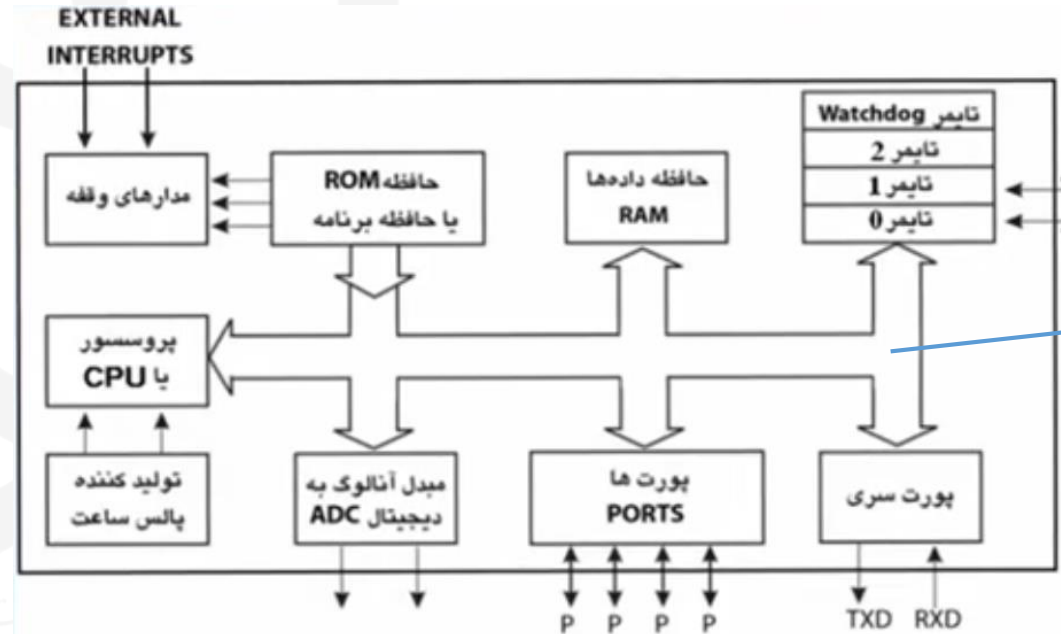 EXTERNAL
INTERRUPTS
مدارهای وقفه
حافظه ROM
یا حافظه برنامه
حافظه داده‌ها
RAM
تایمر Watchdog
تایمر 2
تایمر 1
تایمر 0
پروسسور
یا CPU
تولید کننده
پالس ساعت
مبدل آنالوگ به
دیجیتال ADC
پورت ها
PORTS
پورت سری
P P P P
TXD RXD